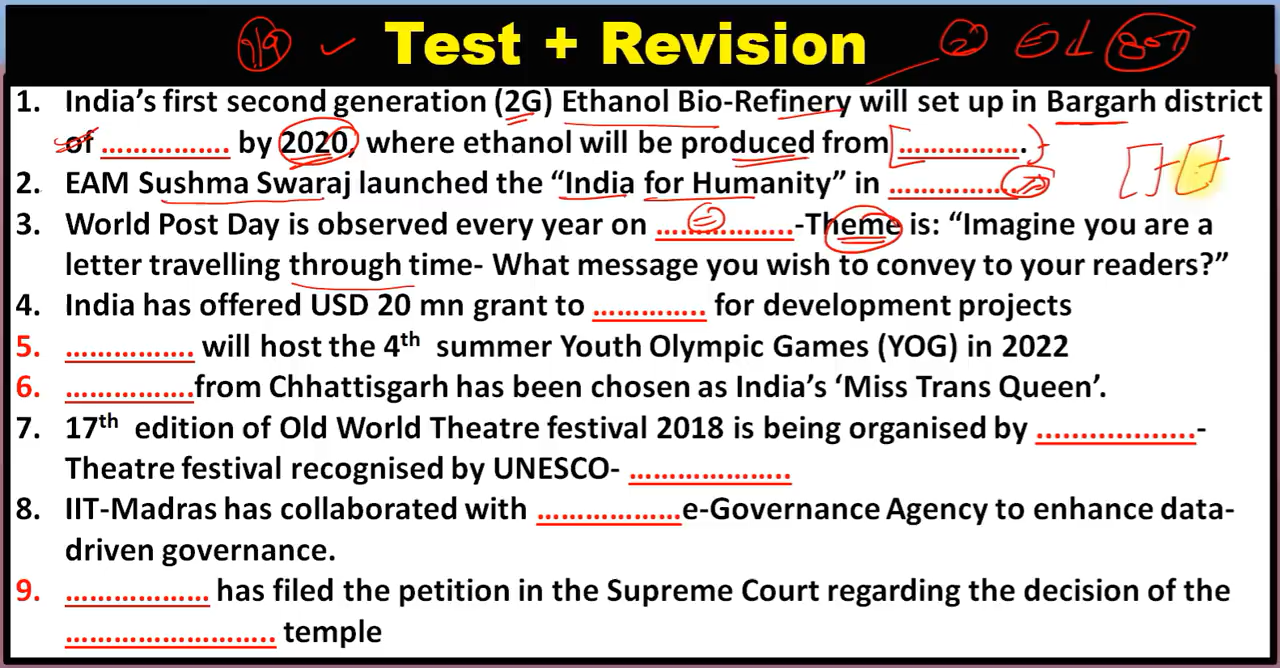 Test + Revision
1. India's first second generation (2G) Ethanol Bio-Refinery will set up in Bargarh district
of ................ by 2020, where ethanol will be produced from ................
2. EAM Sushma Swaraj launched the “India for Humanity” in ................
3. World Post Day is observed every year on ................-Theme is: “Imagine you are a
letter travelling through time- What message you wish to convey to your readers?”
4. India has offered USD 20 mn grant to .............. for development projects
5. ................ will host the 4th summer Youth Olympic Games (YOG) in 2022
6. ................from Chhattisgarh has been chosen as India's ‘Miss Trans Queen’.
7. 17th edition of Old World Theatre festival 2018 is being organised by ...................-
Theatre festival recognised by UNESCO- ...................
8. IIT-Madras has collaborated with .................e-Governance Agency to enhance data-
driven governance.
9. ................. has filed the petition in the Supreme Court regarding the decision of the
......................... temple